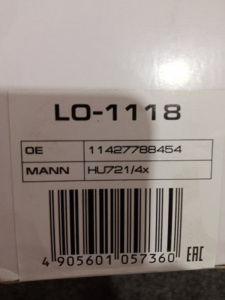 LO-1118
OE 11427788454
MANN HU721/4x
4 905601 057360 EAC